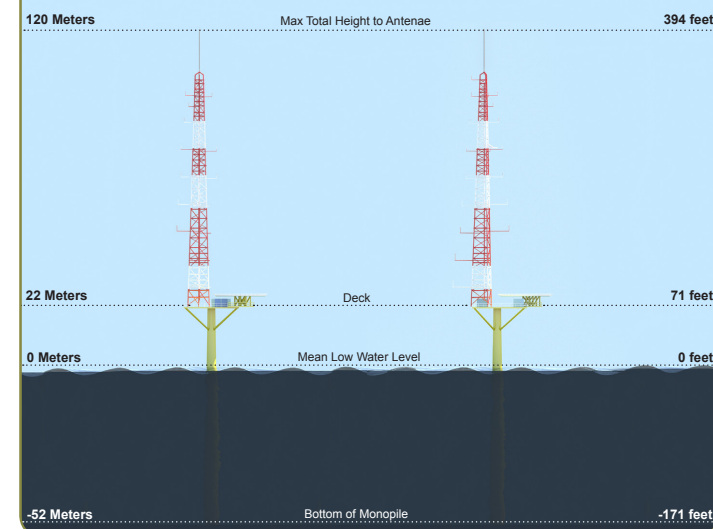 120 Meters Max Total Height to Antenae 394 feet
22 Meters Deck 71 feet
0 Meters Mean Low Water Level 0 feet
-52 Meters Bottom of Monopile -171 feet